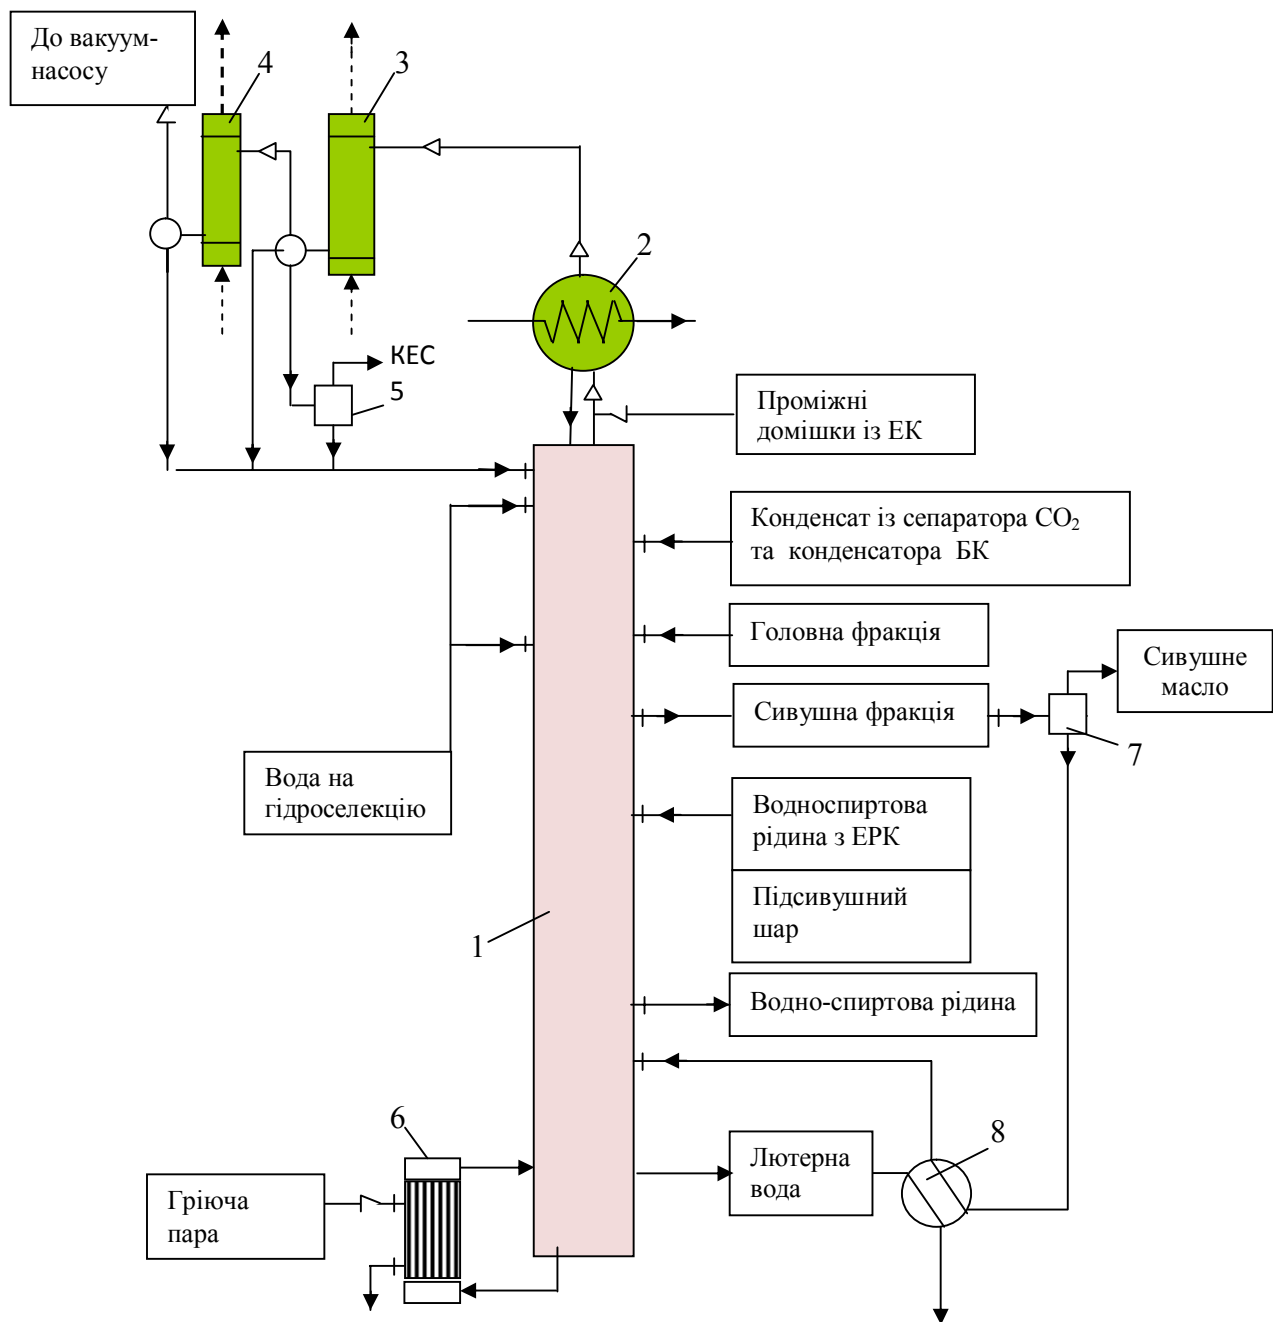 До вакуум-
насосу
4
3
2
КЕС
5
Проміжні
домішки із ЕК
Конденсат із сепаратора CO₂
та конденсатора БК
Головна фракція
Сивушна фракція
Сивушне
масло
7
Вода на
гідроселекцію
Водноспиртова
рідина з ЕРК
Підсивушний
шар
1
Водно-спиртова рідина
6
8
Лютерна
вода
Гріюча
пара